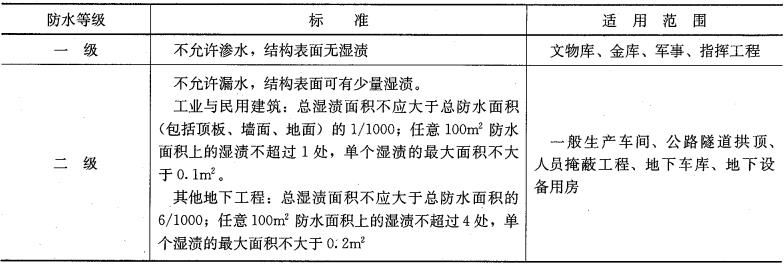 防水等级 标 准 适 用 范 围
一 级 不允许渗水，结构表面无湿渍 文物库、金库、军事、指挥工程
二 级
不允许漏水，结构表面可有少量湿渍。
工业与民用建筑：总湿渍面积不应大于总防水面积
（包括顶板、墙面、地面）的 1/1000；任意 100m² 防水
面积上的湿渍不超过 1 处，单个湿渍的最大面积不大
于 0.1m²。
其他地下工程：总湿渍面积不应大于总防水面积的
6/1000；任意 100m² 防水面积上的湿渍不超过 4 处，单
个湿渍的最大面积不大于 0.2m²
一般生产车间、公路隧道拱顶、
人员掩蔽工程、地下车库、地下设
备用房